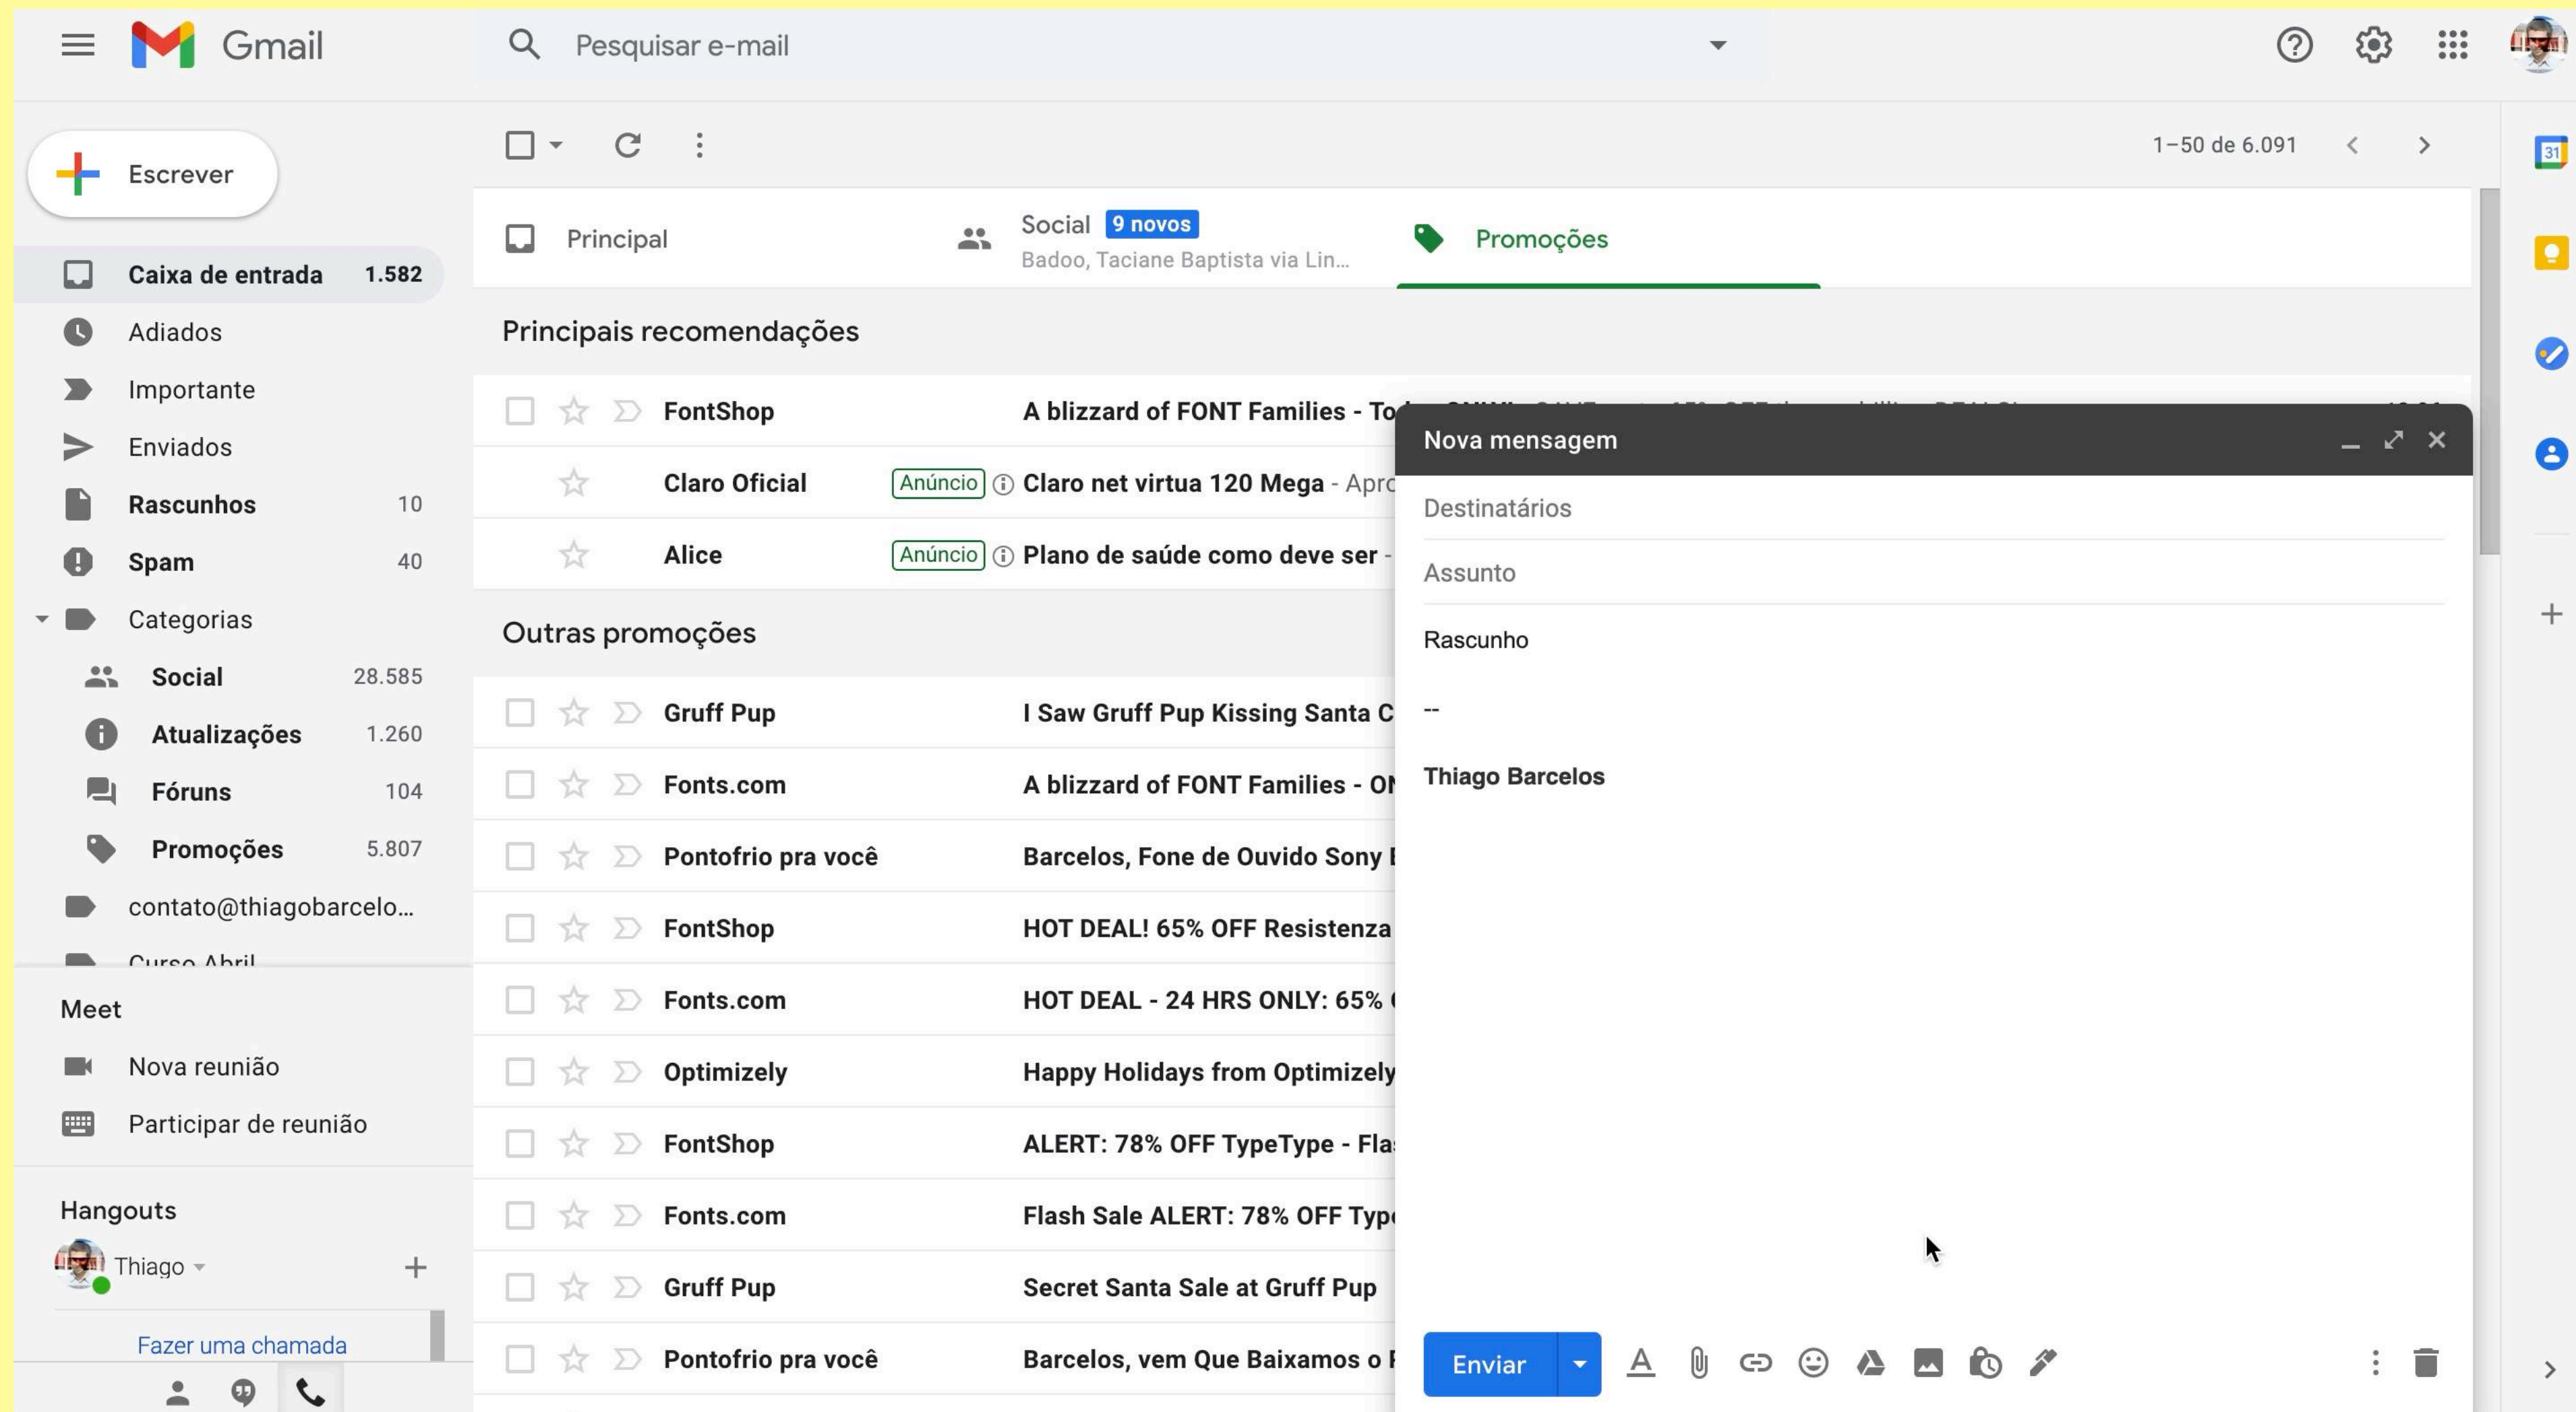 Gmail
Pesquisar e-mail
Escrever
1–50 de 6.091
31
Principal
Social 9 novos
Badoo, Taciane Baptista via Lin...
Promoções
Caixa de entrada 1.582
Adiados
Importante
Enviados
Rascunhos 10
Spam 40
Categorias
Social 28.585
Atualizações 1.260
Fóruns 104
Promoções 5.807
contato@thiagobarcelo...
Curso Abril
Meet
Nova reunião
Participar de reunião
Hangouts
Thiago
Fazer uma chamada
Principais recomendações
FontShop A blizzard of FONT Families - To
Claro Oficial Anúncio Claro net virtua 120 Mega - Apro
Alice Anúncio Plano de saúde como deve ser -
Outras promoções
Gruff Pup I Saw Gruff Pup Kissing Santa C
Fonts.com A blizzard of FONT Families - ON
Pontofrio pra você Barcelos, Fone de Ouvido Sony
FontShop HOT DEAL! 65% OFF Resistenza
Fonts.com HOT DEAL - 24 HRS ONLY: 65%
Optimizely Happy Holidays from Optimizely
FontShop ALERT: 78% OFF TypeType - Fla
Fonts.com Flash Sale ALERT: 78% OFF Typ
Gruff Pup Secret Santa Sale at Gruff Pup
Pontofrio pra você Barcelos, vem Que Baixamos o
Nova mensagem
Destinatários
Assunto
Rascunho
--
Thiago Barcelos
Enviar